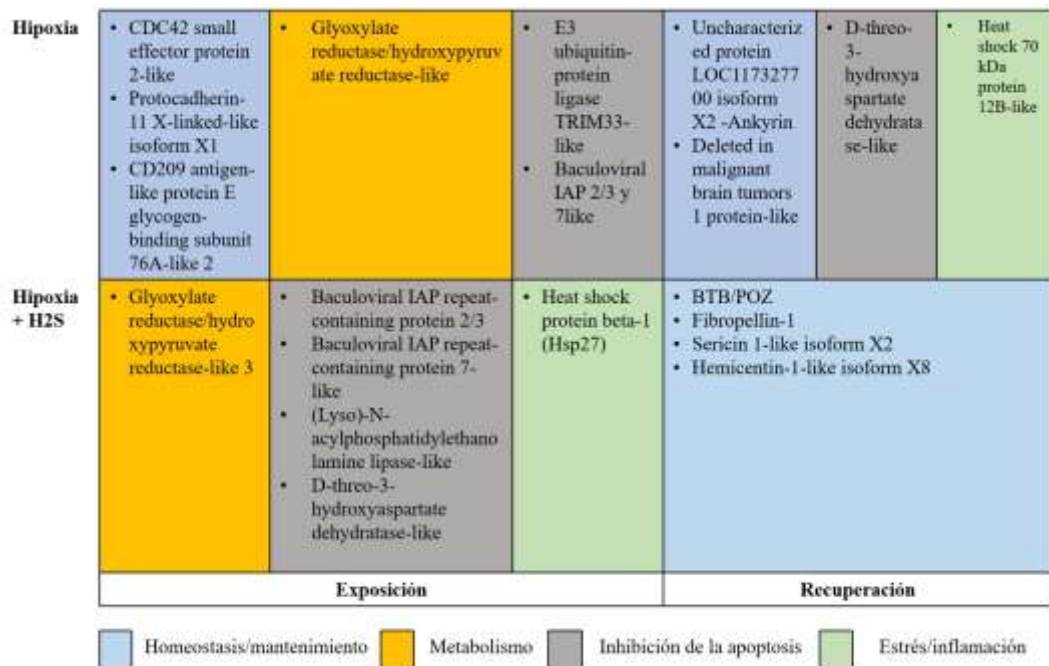 Hipoxia
• CDC42 small
effector protein
2-like
• Protocadherin-
11 X-linked-like
isoform X1
• CD209 antigen-
like protein E
glycogen-
binding subunit
76A-like 2
• Glyoxylate
reductase/hydroxypyruv
ate reductase-like
• E3
ubiquitin-
protein
ligase
TRIM33-
like
• Baculoviral
IAP 2/3 y
7like
• Uncharacteriz
ed protein
LOC1173277
00 isoform
X2 -Ankyrin
• Deleted in
malignant
brain tumors
1 protein-like
• D-threo-
3-
hydroxya
spartate
dehydrata
se-like
• Heat
shock 70
kDa
protein
12B-like
Hipoxia
+ H2S
• Glyoxylate
reductase/hydro
xypyruvate
reductase-like 3
• Baculoviral IAP repeat-
containing protein 2/3
• Baculoviral IAP repeat-
containing protein 7-
like
• (Lyso)-N-
acylphosphatidylethano
lamine lipase-like
• D-threo-3-
hydroxyaspartate
dehydratase-like
• Heat shock
protein beta-1
(Hsp27)
• BTB/POZ
• Fibropellin-1
• Sericin 1-like isoform X2
• Hemicentin-1-like isoform X8
Exposición
Recuperación
Homeostasis/mantenimiento
Metabolismo
Inhibición de la apoptosis
Estrés/inflamación